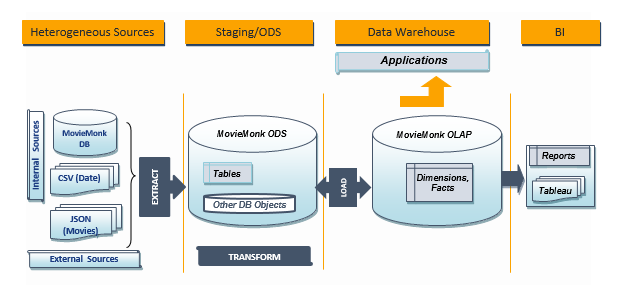 Heterogeneous Sources
Staging/ODS
Data Warehouse
BI
Applications
Internal Sources
MovieMonk
DB
CSV (Date)
JSON
(Movies)
External Sources
EXTRACT
MovieMonk ODS
Tables
Other DB Objects
TRANSFORM
LOAD
MovieMonk OLAP
Dimensions,
Facts
Reports
Tableau